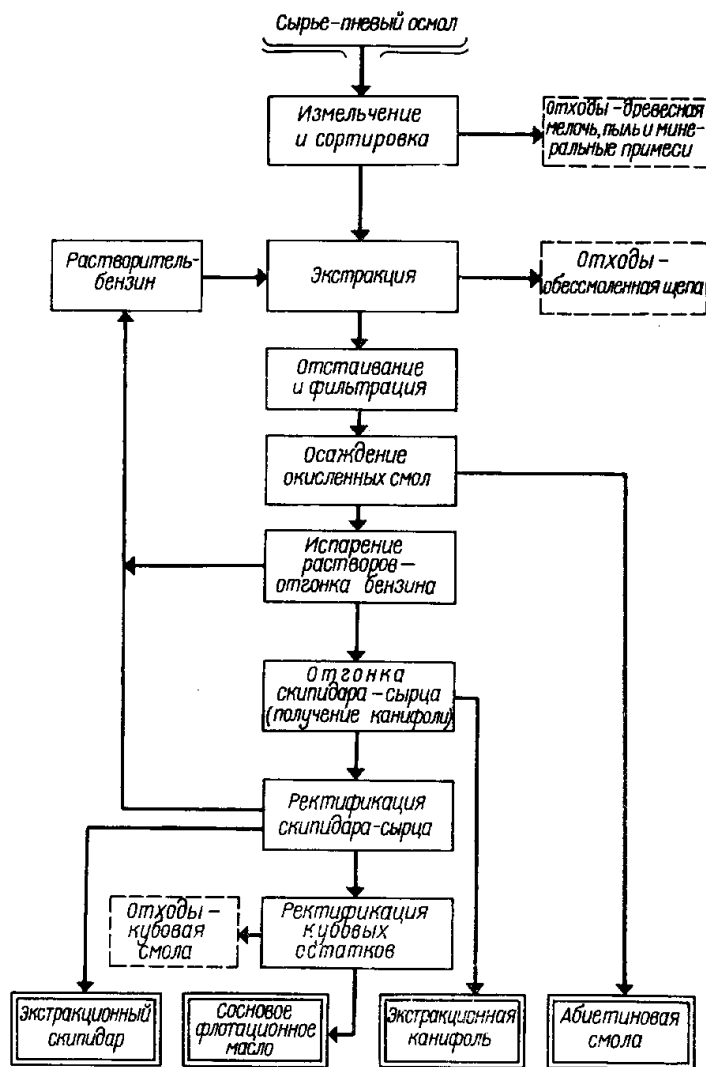 Сырье-пневый осмол
Измельчение
и сортировка
Отходы-древесная
мелочь, пыль и мине-
ральные примеси
Растворитель-
бензин
Экстракция
Отходы-
обессмоленная щепа
Отстаивание
и фильтрация
Осаждение
окисленных смол
Испарение
растворов-
отгонка бензина
Отгонка
скипидара-сырца
(получение канифоли)
Ректификация
скипидара-сырца
Отходы-
кубовая
смола
Ректификация
кубовых
остатков
Экстракционный
скипидар
Сосновое
флотационное
масло
Экстракционная
канифоль
Абиетиновая
смола